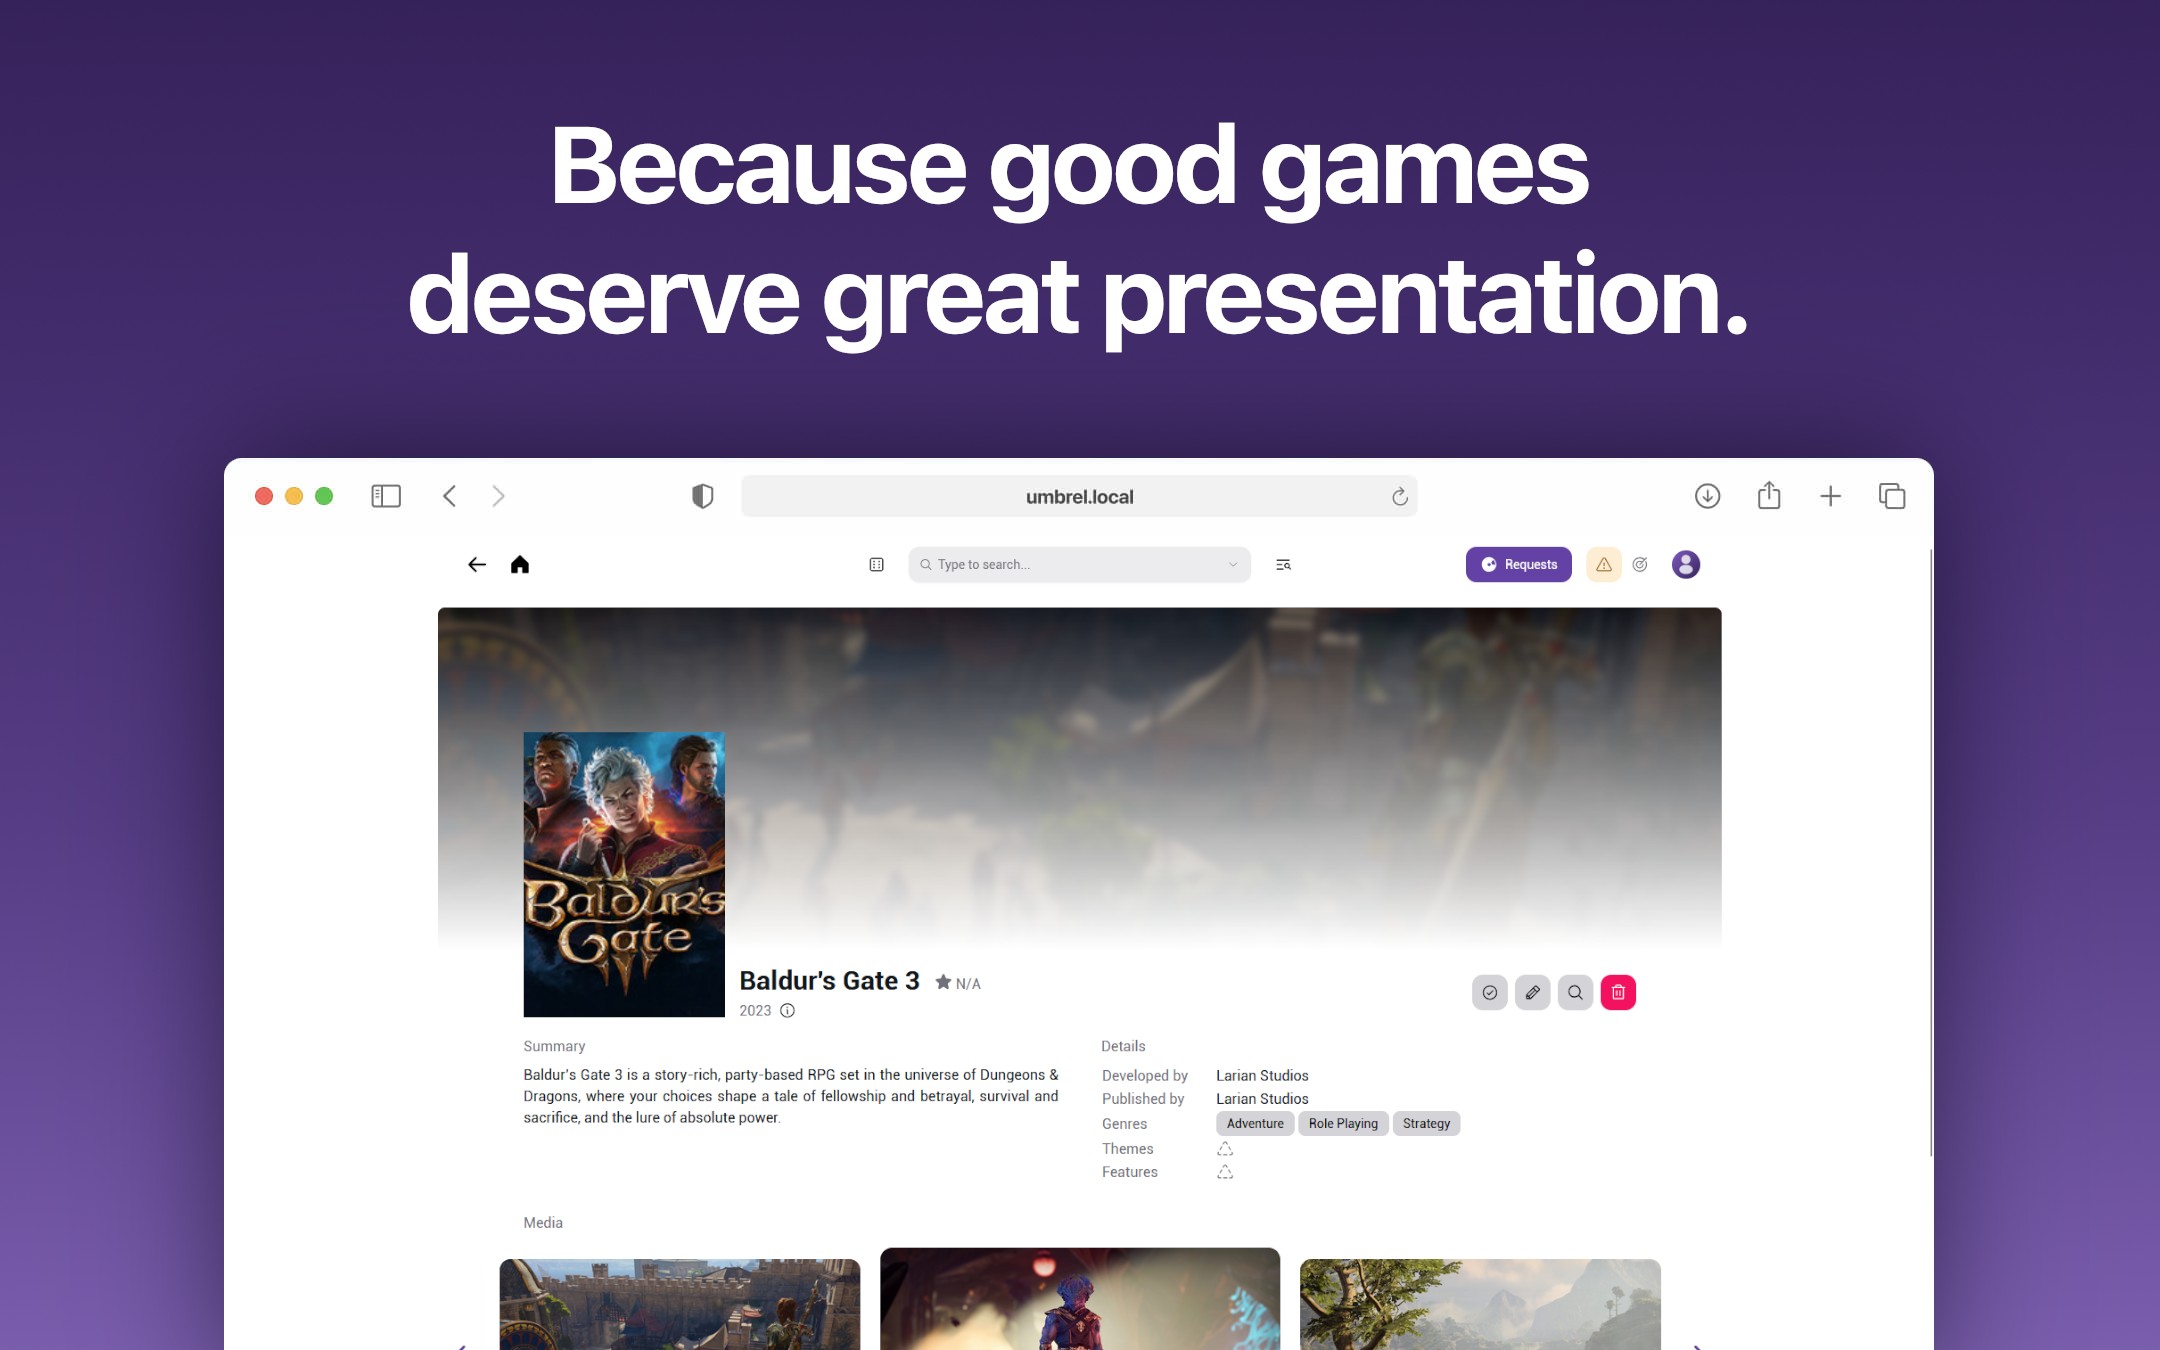 Because good games
deserve great presentation.
umbrel.local
Type to search...
Requests
Baldur's
Gate
Baldur's Gate 3 N/A
2023
Summary
Baldur's Gate 3 is a story-rich, party-based RPG set in the universe of Dungeons &
Dragons, where your choices shape a tale of fellowship and betrayal, survival and
sacrifice, and the lure of absolute power.
Details
Developed by Larian Studios
Published by Larian Studios
Genres Adventure Role Playing Strategy
Themes
Features
Media